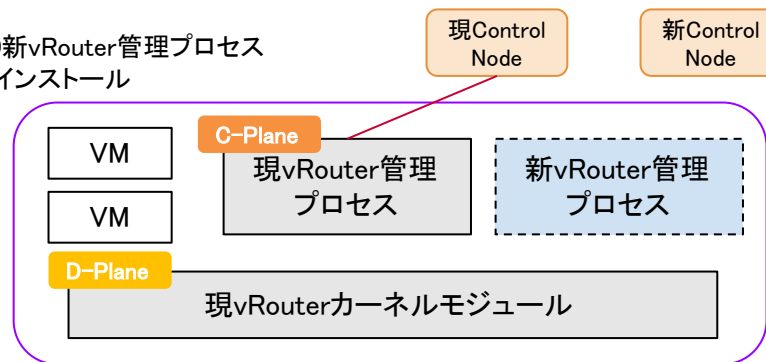 新vRouter管理プロセス
インストール
現Control
Node
新Control
Node
C-Plane
VM
現vRouter管理
プロセス
新vRouter管理
プロセス
VM
D-Plane
現vRouterカーネルモジュール